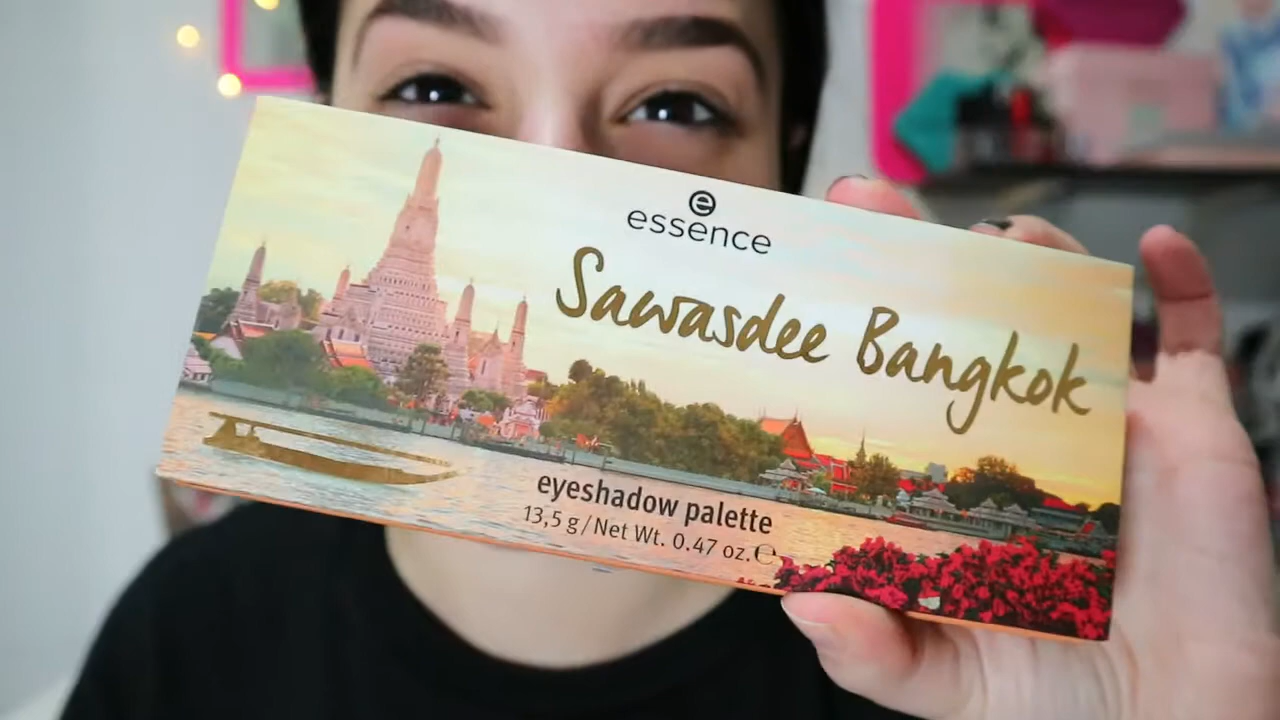 essence
Sawasdee Bangkok
eyeshadow palette
13,5 g/Net Wt. 0.47 oz.℮